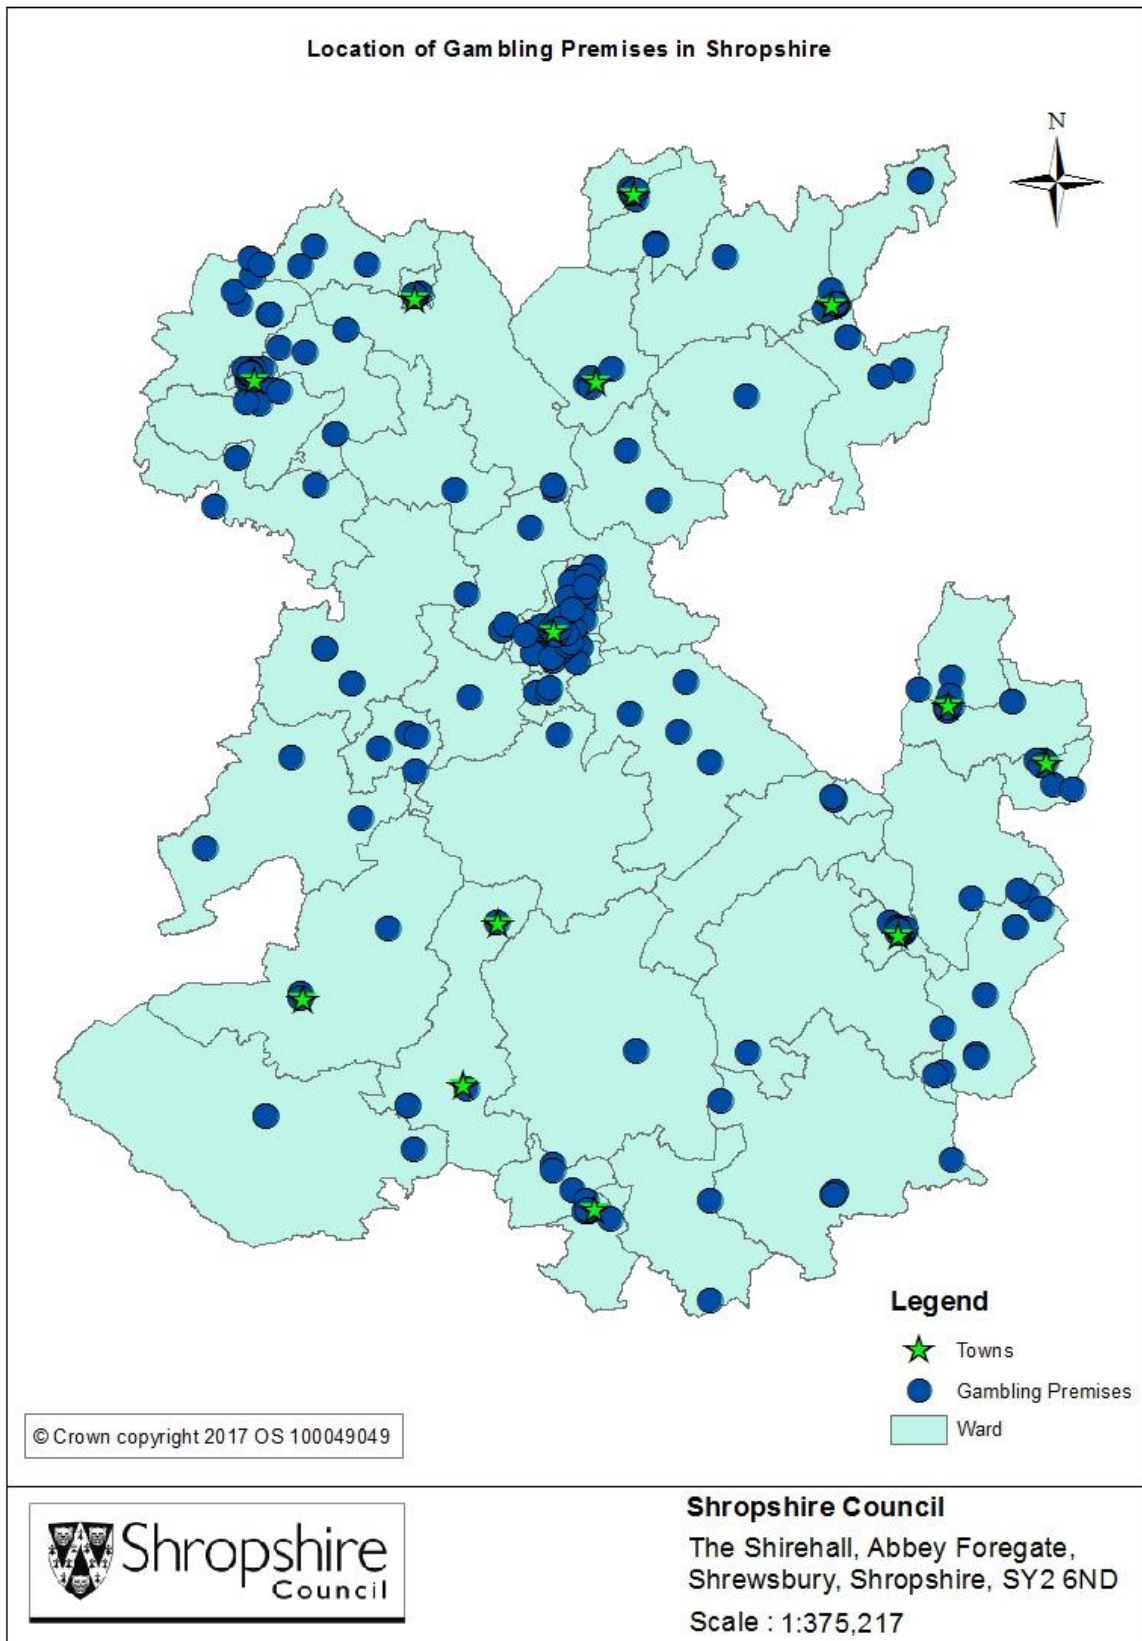 Location of Gambling Premises in Shropshire
N
Legend
Towns
Gambling Premises
Ward
© Crown copyright 2017 OS 100049049
Shropshire
Council
Shropshire Council
The Shirehall, Abbey Foregate,
Shrewsbury, Shropshire, SY2 6ND
Scale : 1:375,217